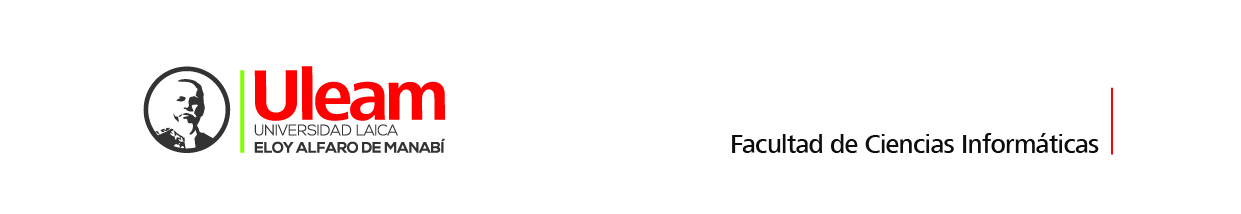 Uleam
UNIVERSIDAD LAICA
ELOY ALFARO DE MANABÍ
Facultad de Ciencias Informáticas